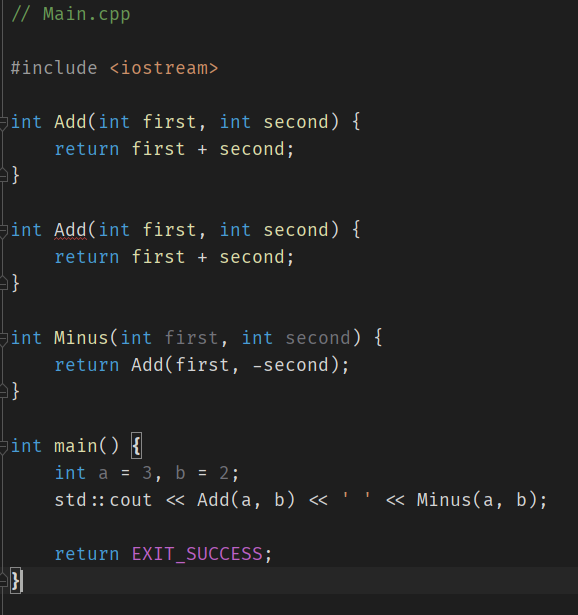 // Main.cpp
#include <iostream>
int Add(int first, int second) {
    return first + second;
}
int Add(int first, int second) {
    return first + second;
}
int Minus(int first, int second) {
    return Add(first, -second);
}
int main() {
    int a = 3, b = 2;
    std::cout << Add(a, b) << ' ' << Minus(a, b);
    return EXIT_SUCCESS;
}